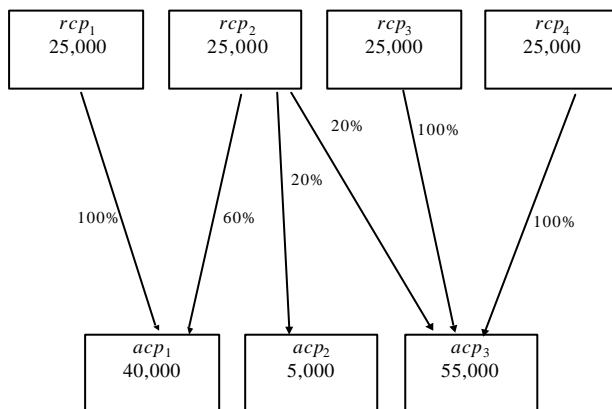 rcp₁ rcp₂ rcp₃ rcp₄
25,000 25,000 25,000 25,000
20% 100%
20%
100% 60% 100%
acp₁ acp₂ acp₃
40,000 5,000 55,000